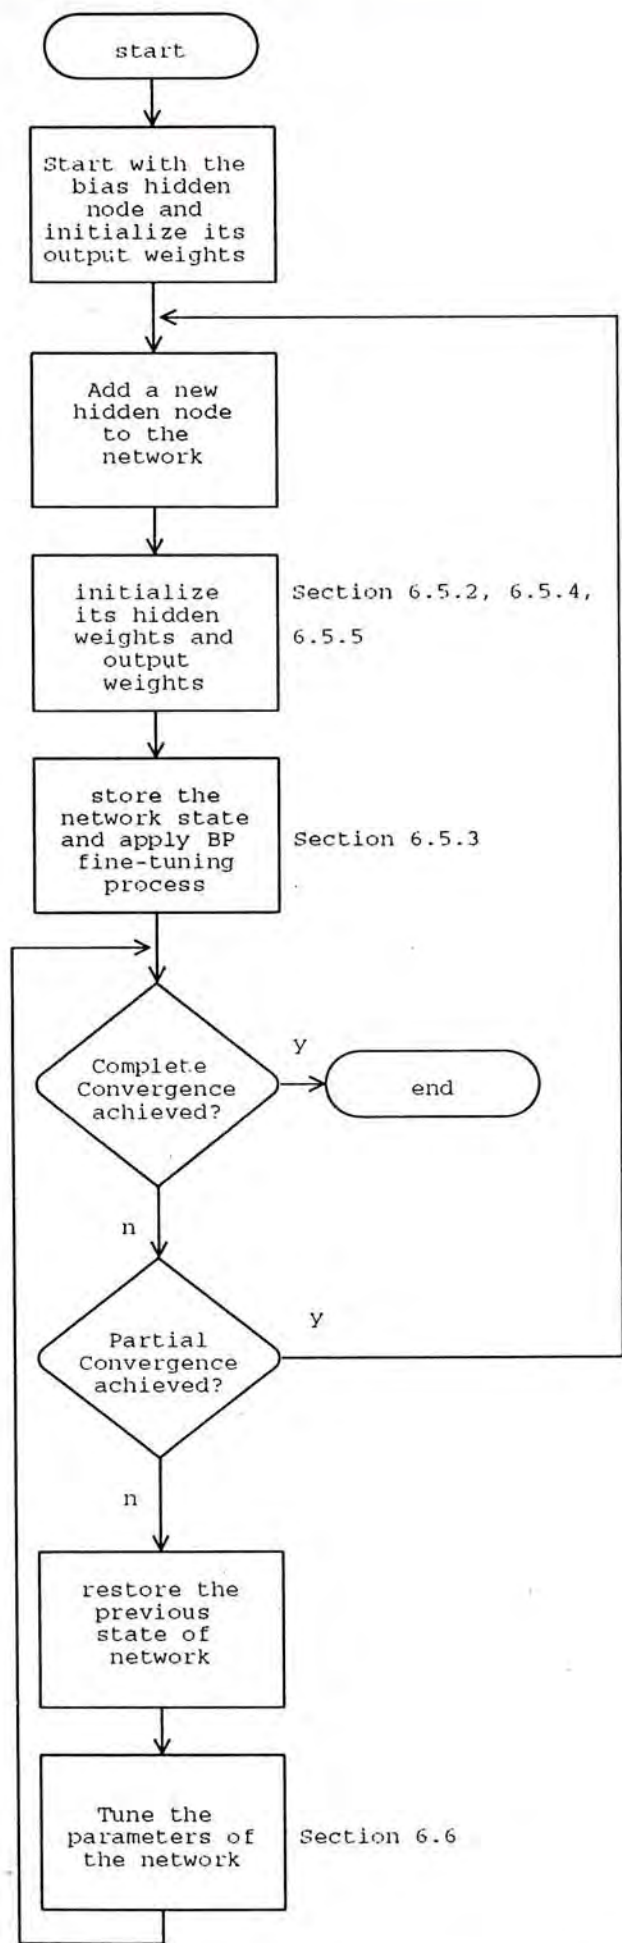 start
Start with the
bias hidden
node and
initialize its
output weights
Add a new
hidden node
to the
network
initialize
its hidden
weights and
output
weights
Section 6.5.2, 6.5.4,
6.5.5
store the
network state
and apply BP
fine-tuning
process
Section 6.5.3
Complete
Convergence
achieved?
y
end
n
Partial
Convergence
achieved?
y
n
restore the
previous
state of
network
Tune the
parameters of
the network
Section 6.6